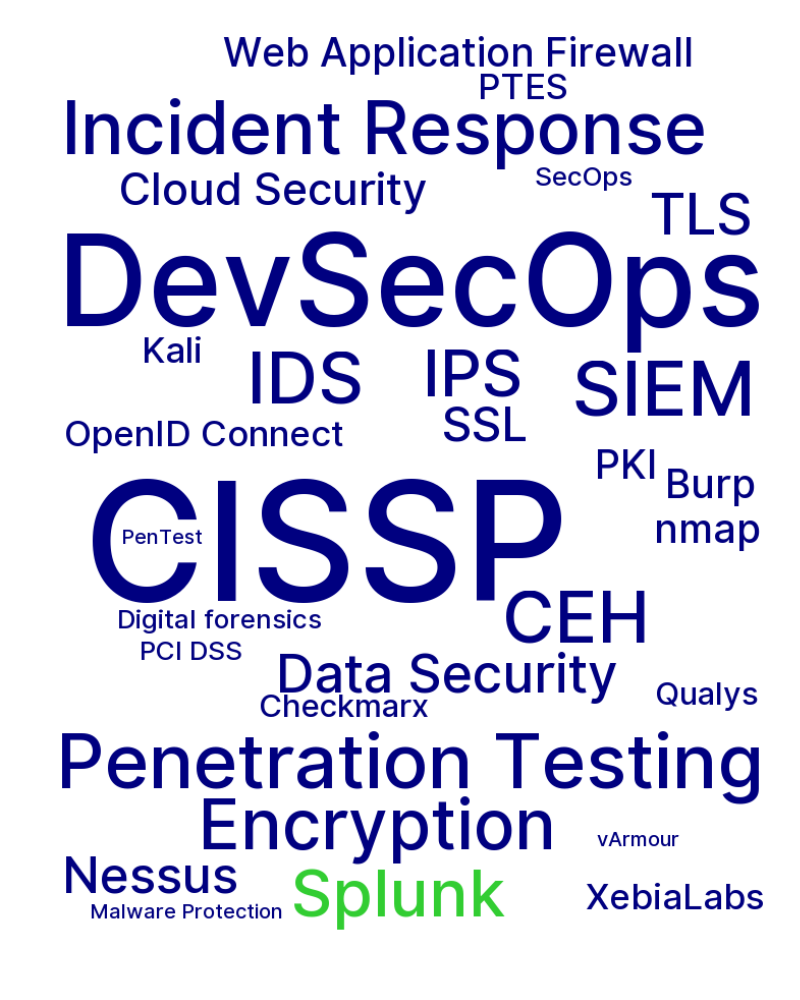 Web Application Firewall
PTES
Incident Response
Cloud Security
SecOps
TLS
DevSecOps
Kali
IDS
IPS
SIEM
SSL
OpenID Connect
PKI
Burp
nmap
CISSP
PenTest
CEH
Digital forensics
PCI DSS
Data Security
Qualys
Checkmarx
Penetration Testing
Encryption
vArmour
Nessus
Splunk
XebiaLabs
Malware Protection